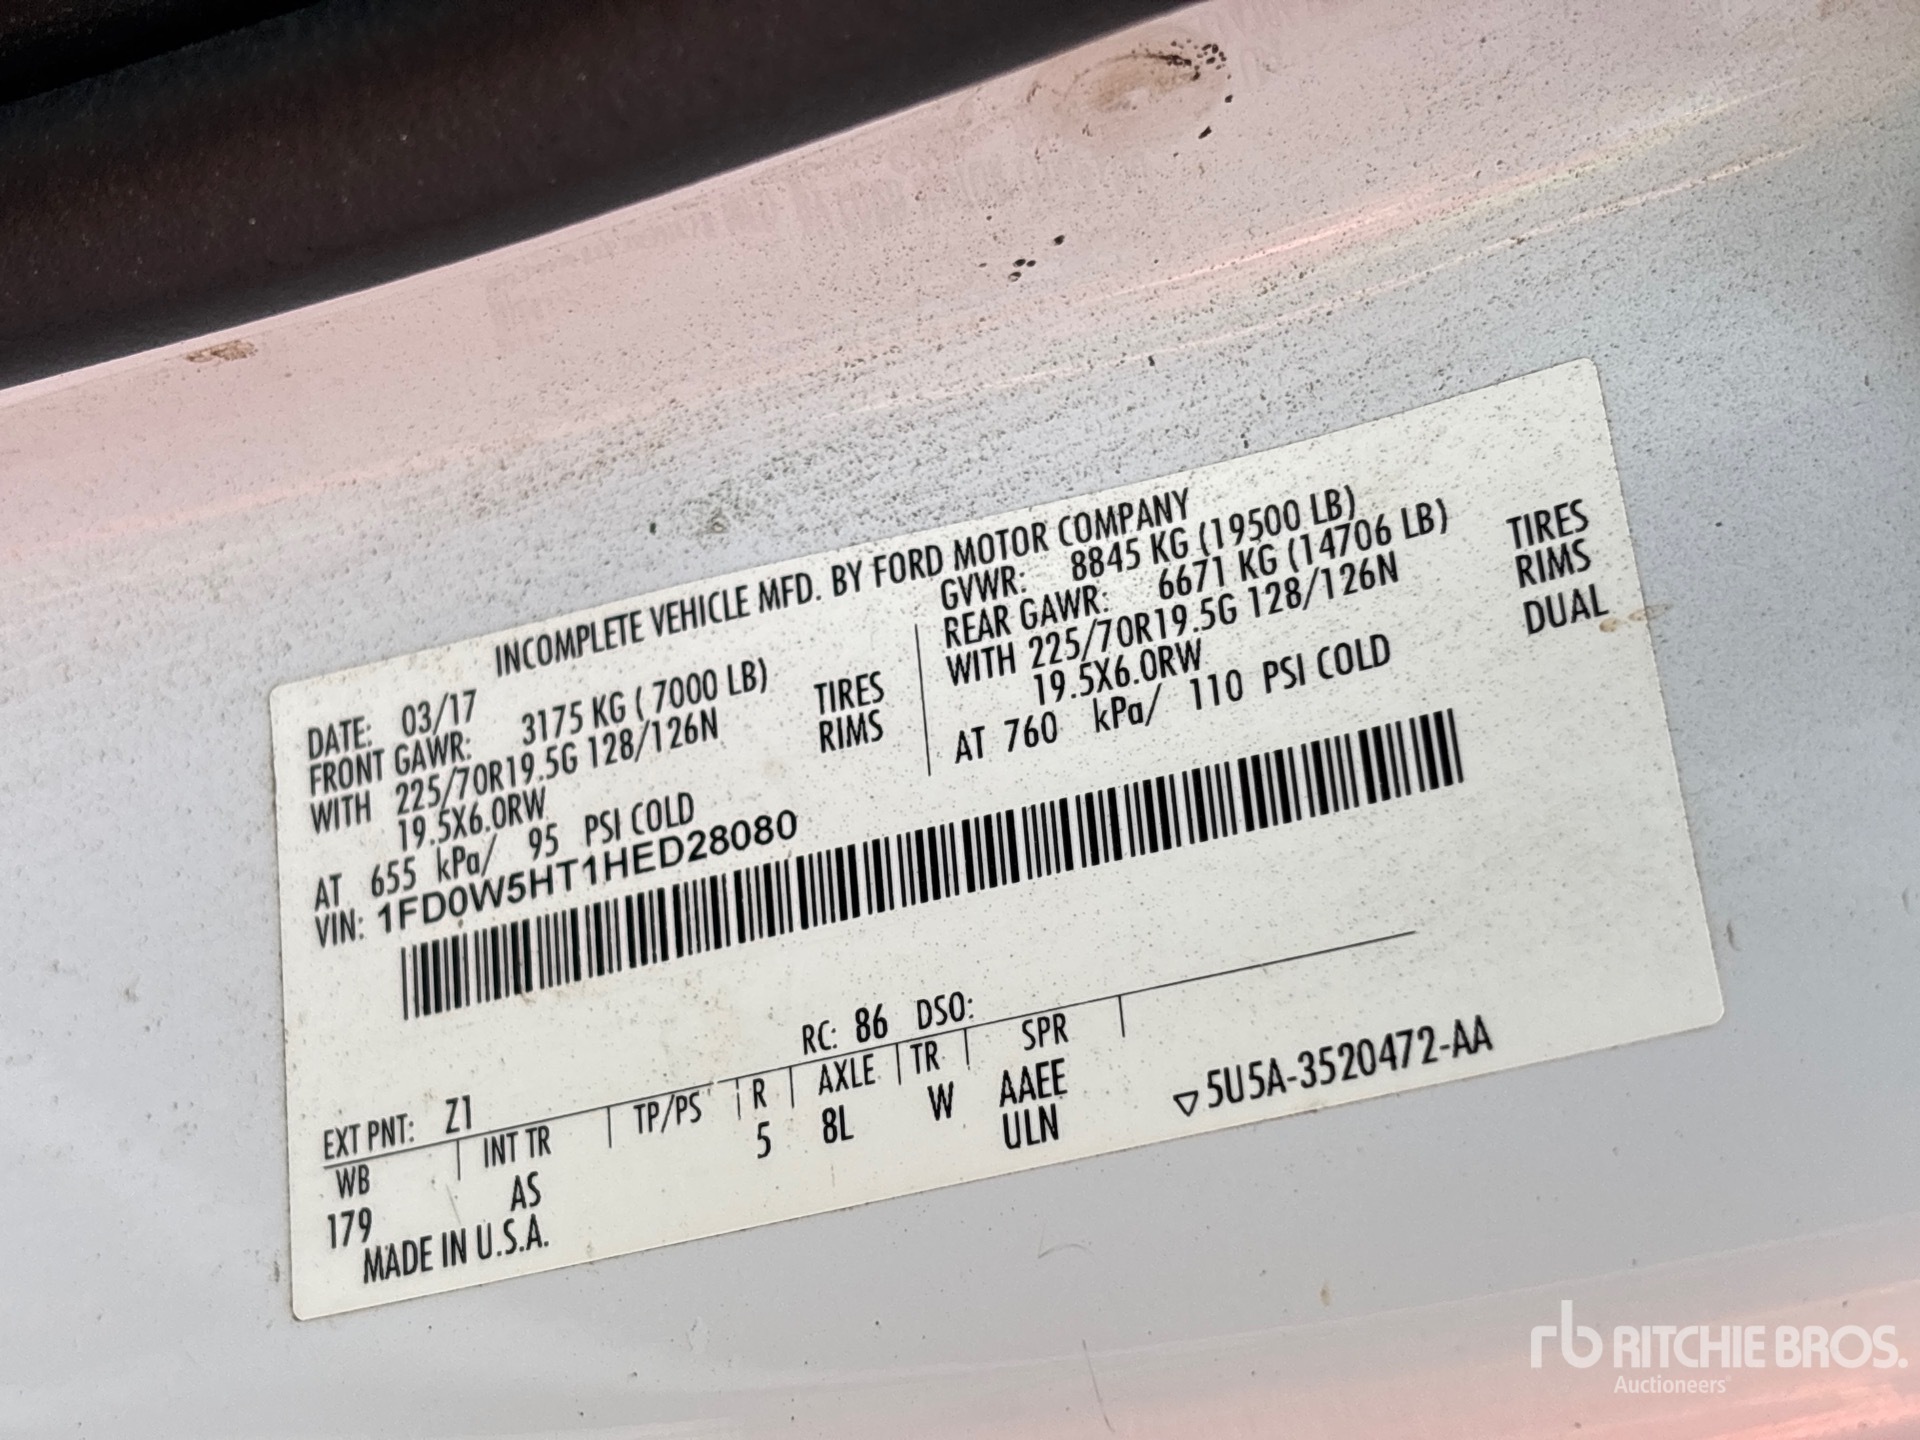 INCOMPLETE VEHICLE MFD. BY FORD MOTOR COMPANY
DATE: 03/17
GVWR: 8845 KG (19500 LB)
FRONT GAWR: 3175 KG ( 7000 LB)
REAR GAWR: 6671 KG (14706 LB)
WITH 225/70R19.5G 128/126N TIRES
WITH 225/70R19.5G 128/126N TIRES
19.5X6.0RW RIMS
19.5X6.0RW RIMS
AT 655 kPa/ 95 PSI COLD
AT 760 kPa/ 110 PSI COLD DUAL
VIN: 1FD0W5HT1HED28080
RC: 86 DSO:
EXT PNT: Z1
WB INT TR TP/PS R AXLE TR SPR
179 AS 5 8L W AAEE
ULN
MADE IN U.S.A.
▽5U5A-3520472-AA
rb RITCHIE BROS.
Auctioneers